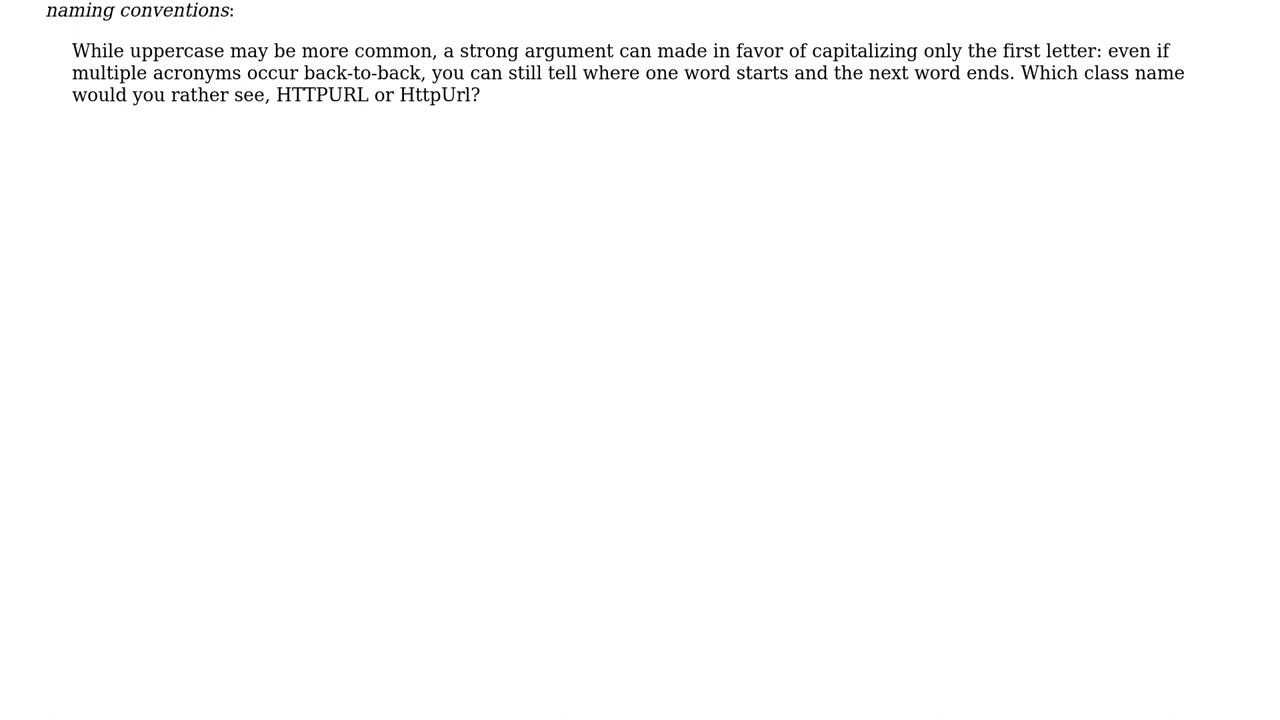 naming conventions:
While uppercase may be more common, a strong argument can made in favor of capitalizing only the first letter: even if
multiple acronyms occur back-to-back, you can still tell where one word starts and the next word ends. Which class name
would you rather see, HTTPURL or HttpUrl?